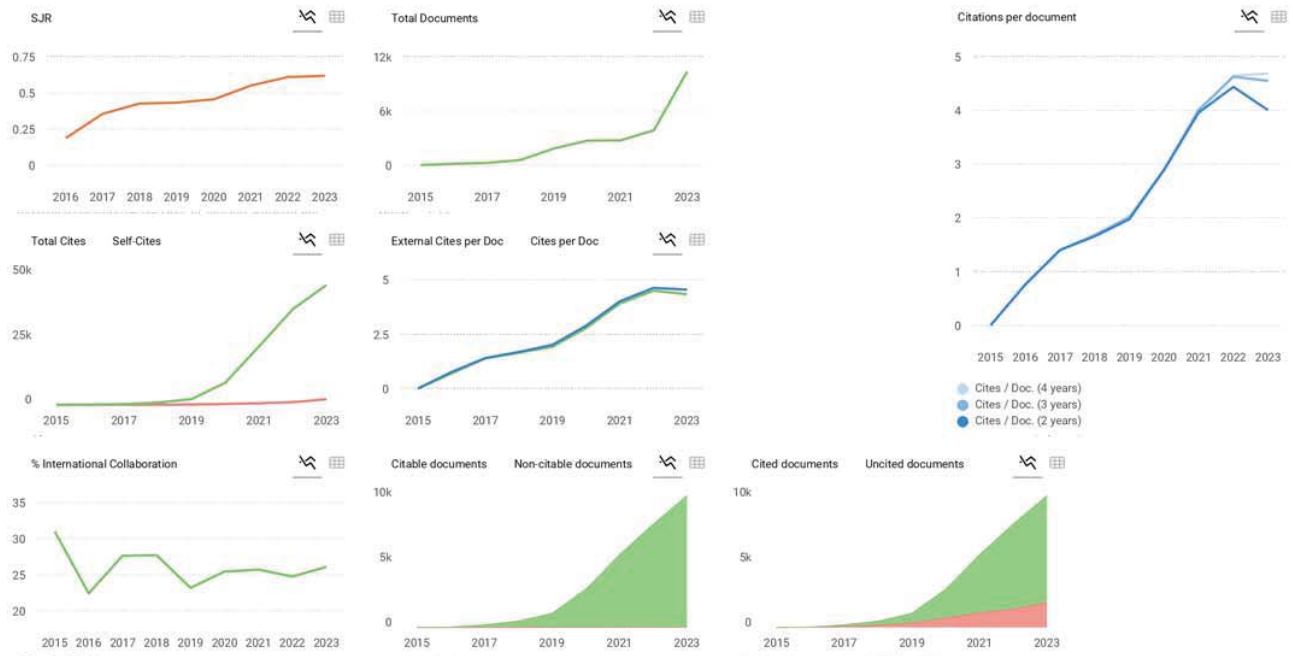 SJR
0.75
0.5
0.25
0
2016 2017 2018 2019 2020 2021 2022 2023
Total Documents
12k
6k
0
2015 2017 2019 2021 2023
Citations per document
5
4
3
2
1
0
2015 2016 2017 2018 2019 2020 2021 2022 2023
Cites / Doc. (4 years)
Cites / Doc. (3 years)
Cites / Doc. (2 years)
Total Cites Self-Cites
50k
25k
0
2015 2017 2019 2021 2023
External Cites per Doc Cites per Doc
5
2.5
0
2015 2017 2019 2021 2023
% International Collaboration
35
30
25
20
2015 2016 2017 2018 2019 2020 2021 2022 2023
Citable documents Non-citable documents
10k
5k
0
2015 2017 2019 2021 2023
Cited documents Uncited documents
10k
5k
0
2015 2017 2019 2021 2023